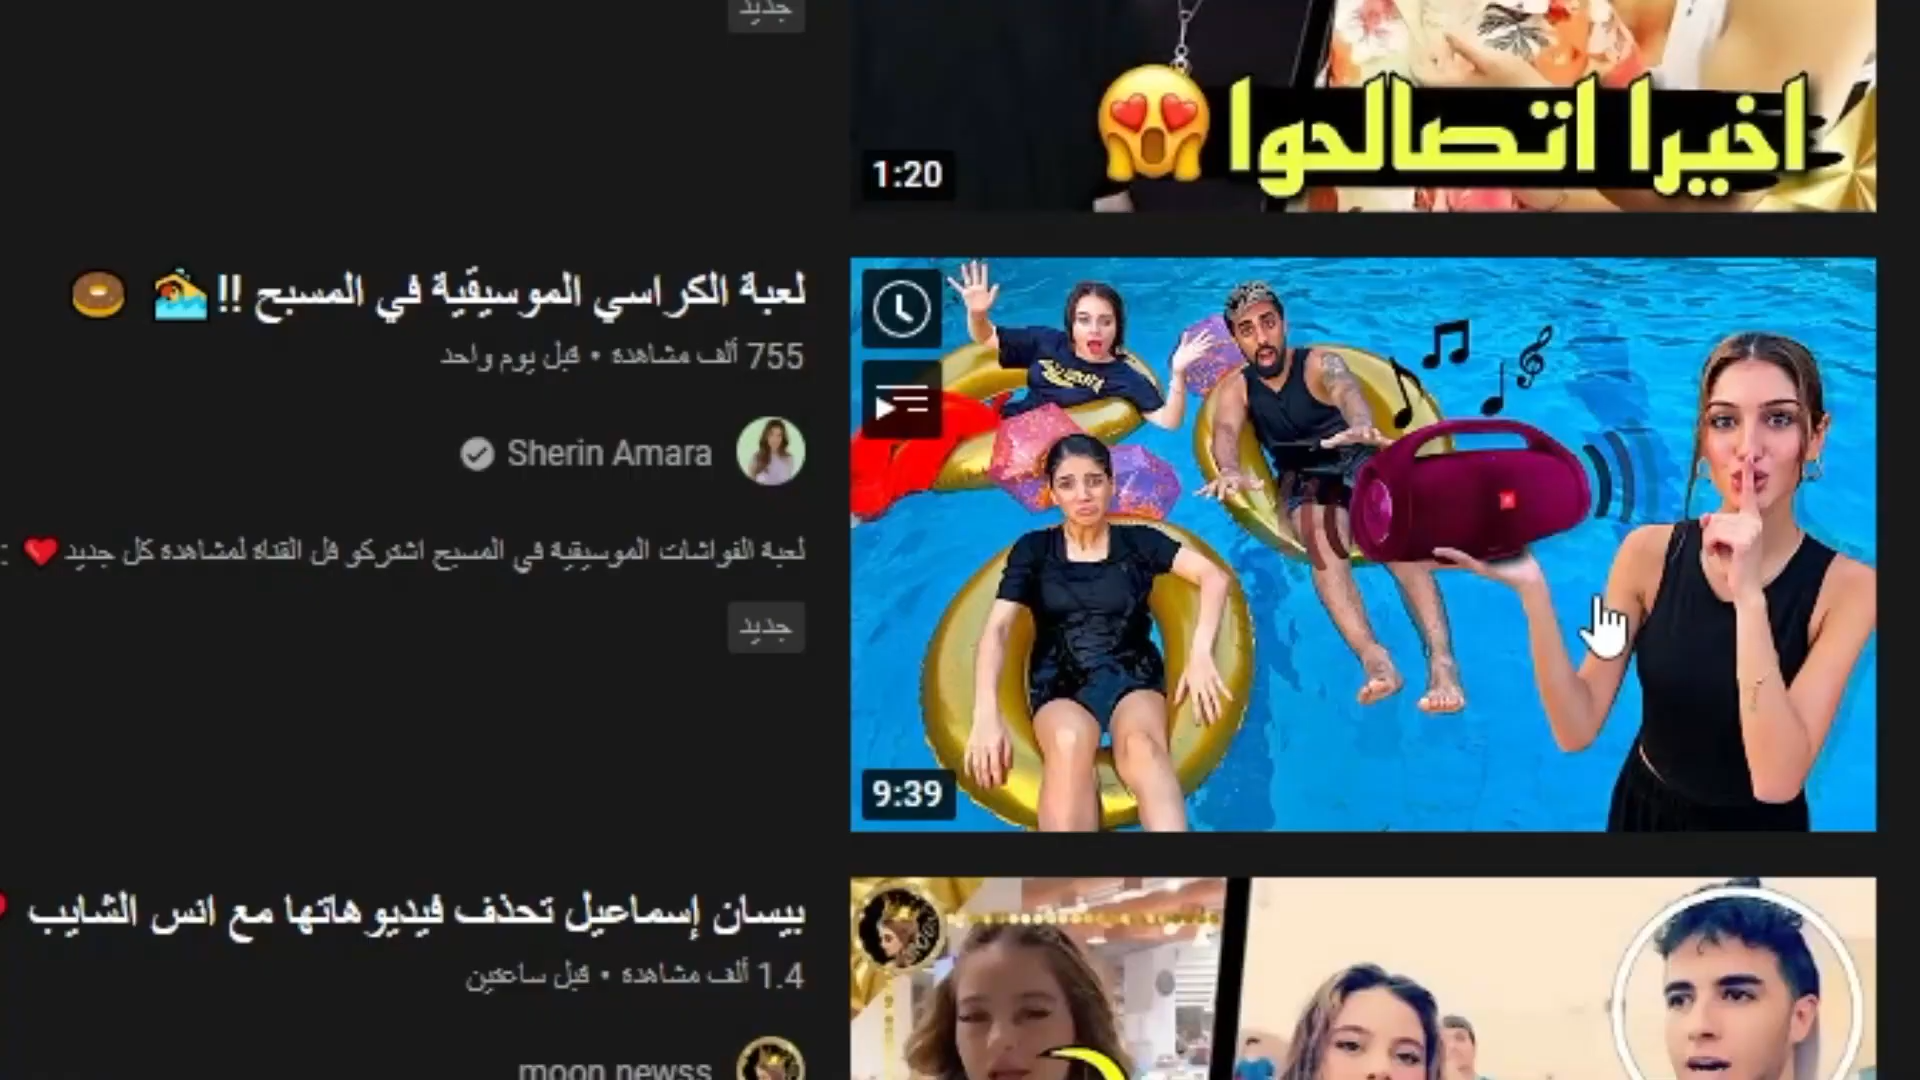 جديد
اخيرا اتصالحوا
1:20
لعبة الكراسي الموسيقية في المسبح !!
755 ألف مشاهدة • قبل يوم واحد
Sherin Amara
لعبة الفواشات الموسيقية في المسبح اشتركو فل القناة لمشاهدة كل جديد ❤️ :
جديد
9:39
بيسان إسماعيل تحذف فيديوهاتها مع انس الشايب
1.4 ألف مشاهدة • قبل ساعتين
moon newss